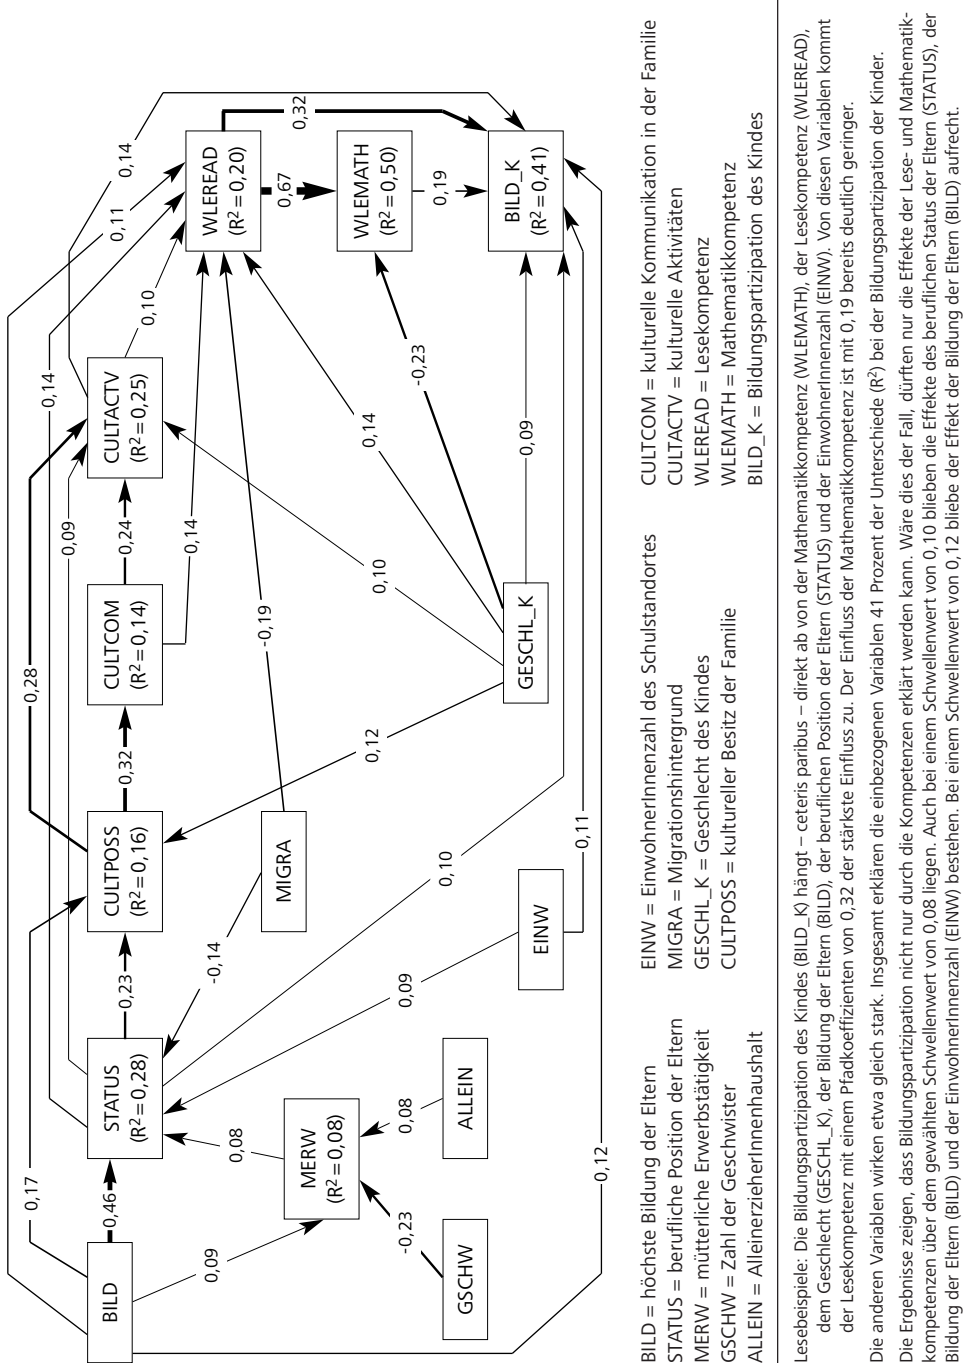 BILD
0,46
STATUS
(R² = 0,28)
0,23
CULTPOSS
(R² = 0,16)
0,32
CULTCOM
(R² = 0,14)
0,24
CULTACTV
(R² = 0,25)
0,10
WLEREAD
(R² = 0,20)
0,67
WLEMATH
(R² = 0,50)
0,19
BILD_K
(R² = 0,41)
0,32
0,17
0,28
0,09
0,14
0,11
0,14
0,14
-0,19
-0,14
MIGRA
0,12
0,10
0,14
-0,23
0,09
GESCHL_K
0,09
0,08
MERW
(R² = 0,08)
-0,23
GSCHW
0,08
ALLEIN
0,09
0,10
EINW
0,11
0,12
BILD = höchste Bildung der Eltern
STATUS = berufliche Position der Eltern
MERW = mütterliche Erwerbstätigkeit
GSCHW = Zahl der Geschwister
ALLEIN = AlleinerzieherInnenhaushalt
EINW = EinwohnerInnenzahl des Schulstandortes
MIGRA = Migrationshintergrund
GESCHL_K = Geschlecht des Kindes
CULTPOSS = kultureller Besitz der Familie
CULTCOM = kulturelle Kommunikation in der Familie
CULTACTV = kulturelle Aktivitäten
WLEREAD = Lesekompetenz
WLEMATH = Mathematikkompetenz
BILD_K = Bildungspartizipation des Kindes
Lesebeispiele: Die Bildungspartizipation des Kindes (BILD_K) hängt – ceteris paribus – direkt ab von der Mathematikkompetenz (WLEMATH), der Lesekompetenz (WLEREAD),
dem Geschlecht (GESCHL_K), der Bildung der Eltern (BILD), der beruflichen Position der Eltern (STATUS) und der EinwohnerInnenzahl (EINW). Von diesen Variablen kommt
der Lesekompetenz mit einem Pfadkoeffizienten von 0,32 der stärkste Einfluss zu. Der Einfluss der Mathematikkompetenz ist mit 0,19 bereits deutlich geringer.
Die anderen Variablen wirken etwa gleich stark. Insgesamt erklären die einbezogenen Variablen 41 Prozent der Unterschiede (R²) bei der Bildungspartizipation der Kinder.
Die Ergebnisse zeigen, dass Bildungspartizipation nicht nur durch die Kompetenzen erklärt werden kann. Wäre dies der Fall, dürften nur die Effekte der Lese- und Mathematik-
kompetenzen über dem gewählten Schwellenwert von 0,08 liegen. Auch bei einem Schwellenwert von 0,10 blieben die Effekte des beruflichen Status der Eltern (STATUS), der
Bildung der Eltern (BILD) und der EinwohnerInnenzahl (EINW) bestehen. Bei einem Schwellenwert von 0,12 bliebe der Effekt der Bildung der Eltern (BILD) aufrecht.